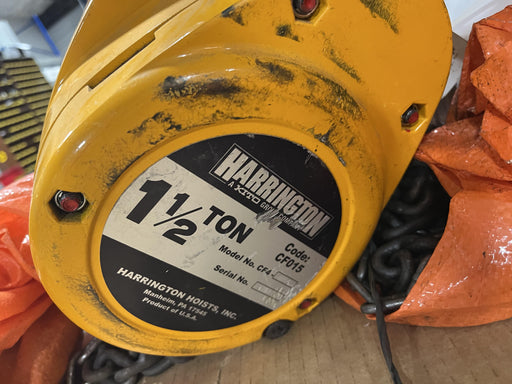 HARRINGTON
A KITO GROUP COMPANY
1 1/2 TON
Code:
CF015
Model No. CF4
Serial No.
HARRINGTON HOISTS, INC.
Manheim, PA 17545
Product of U.S.A.